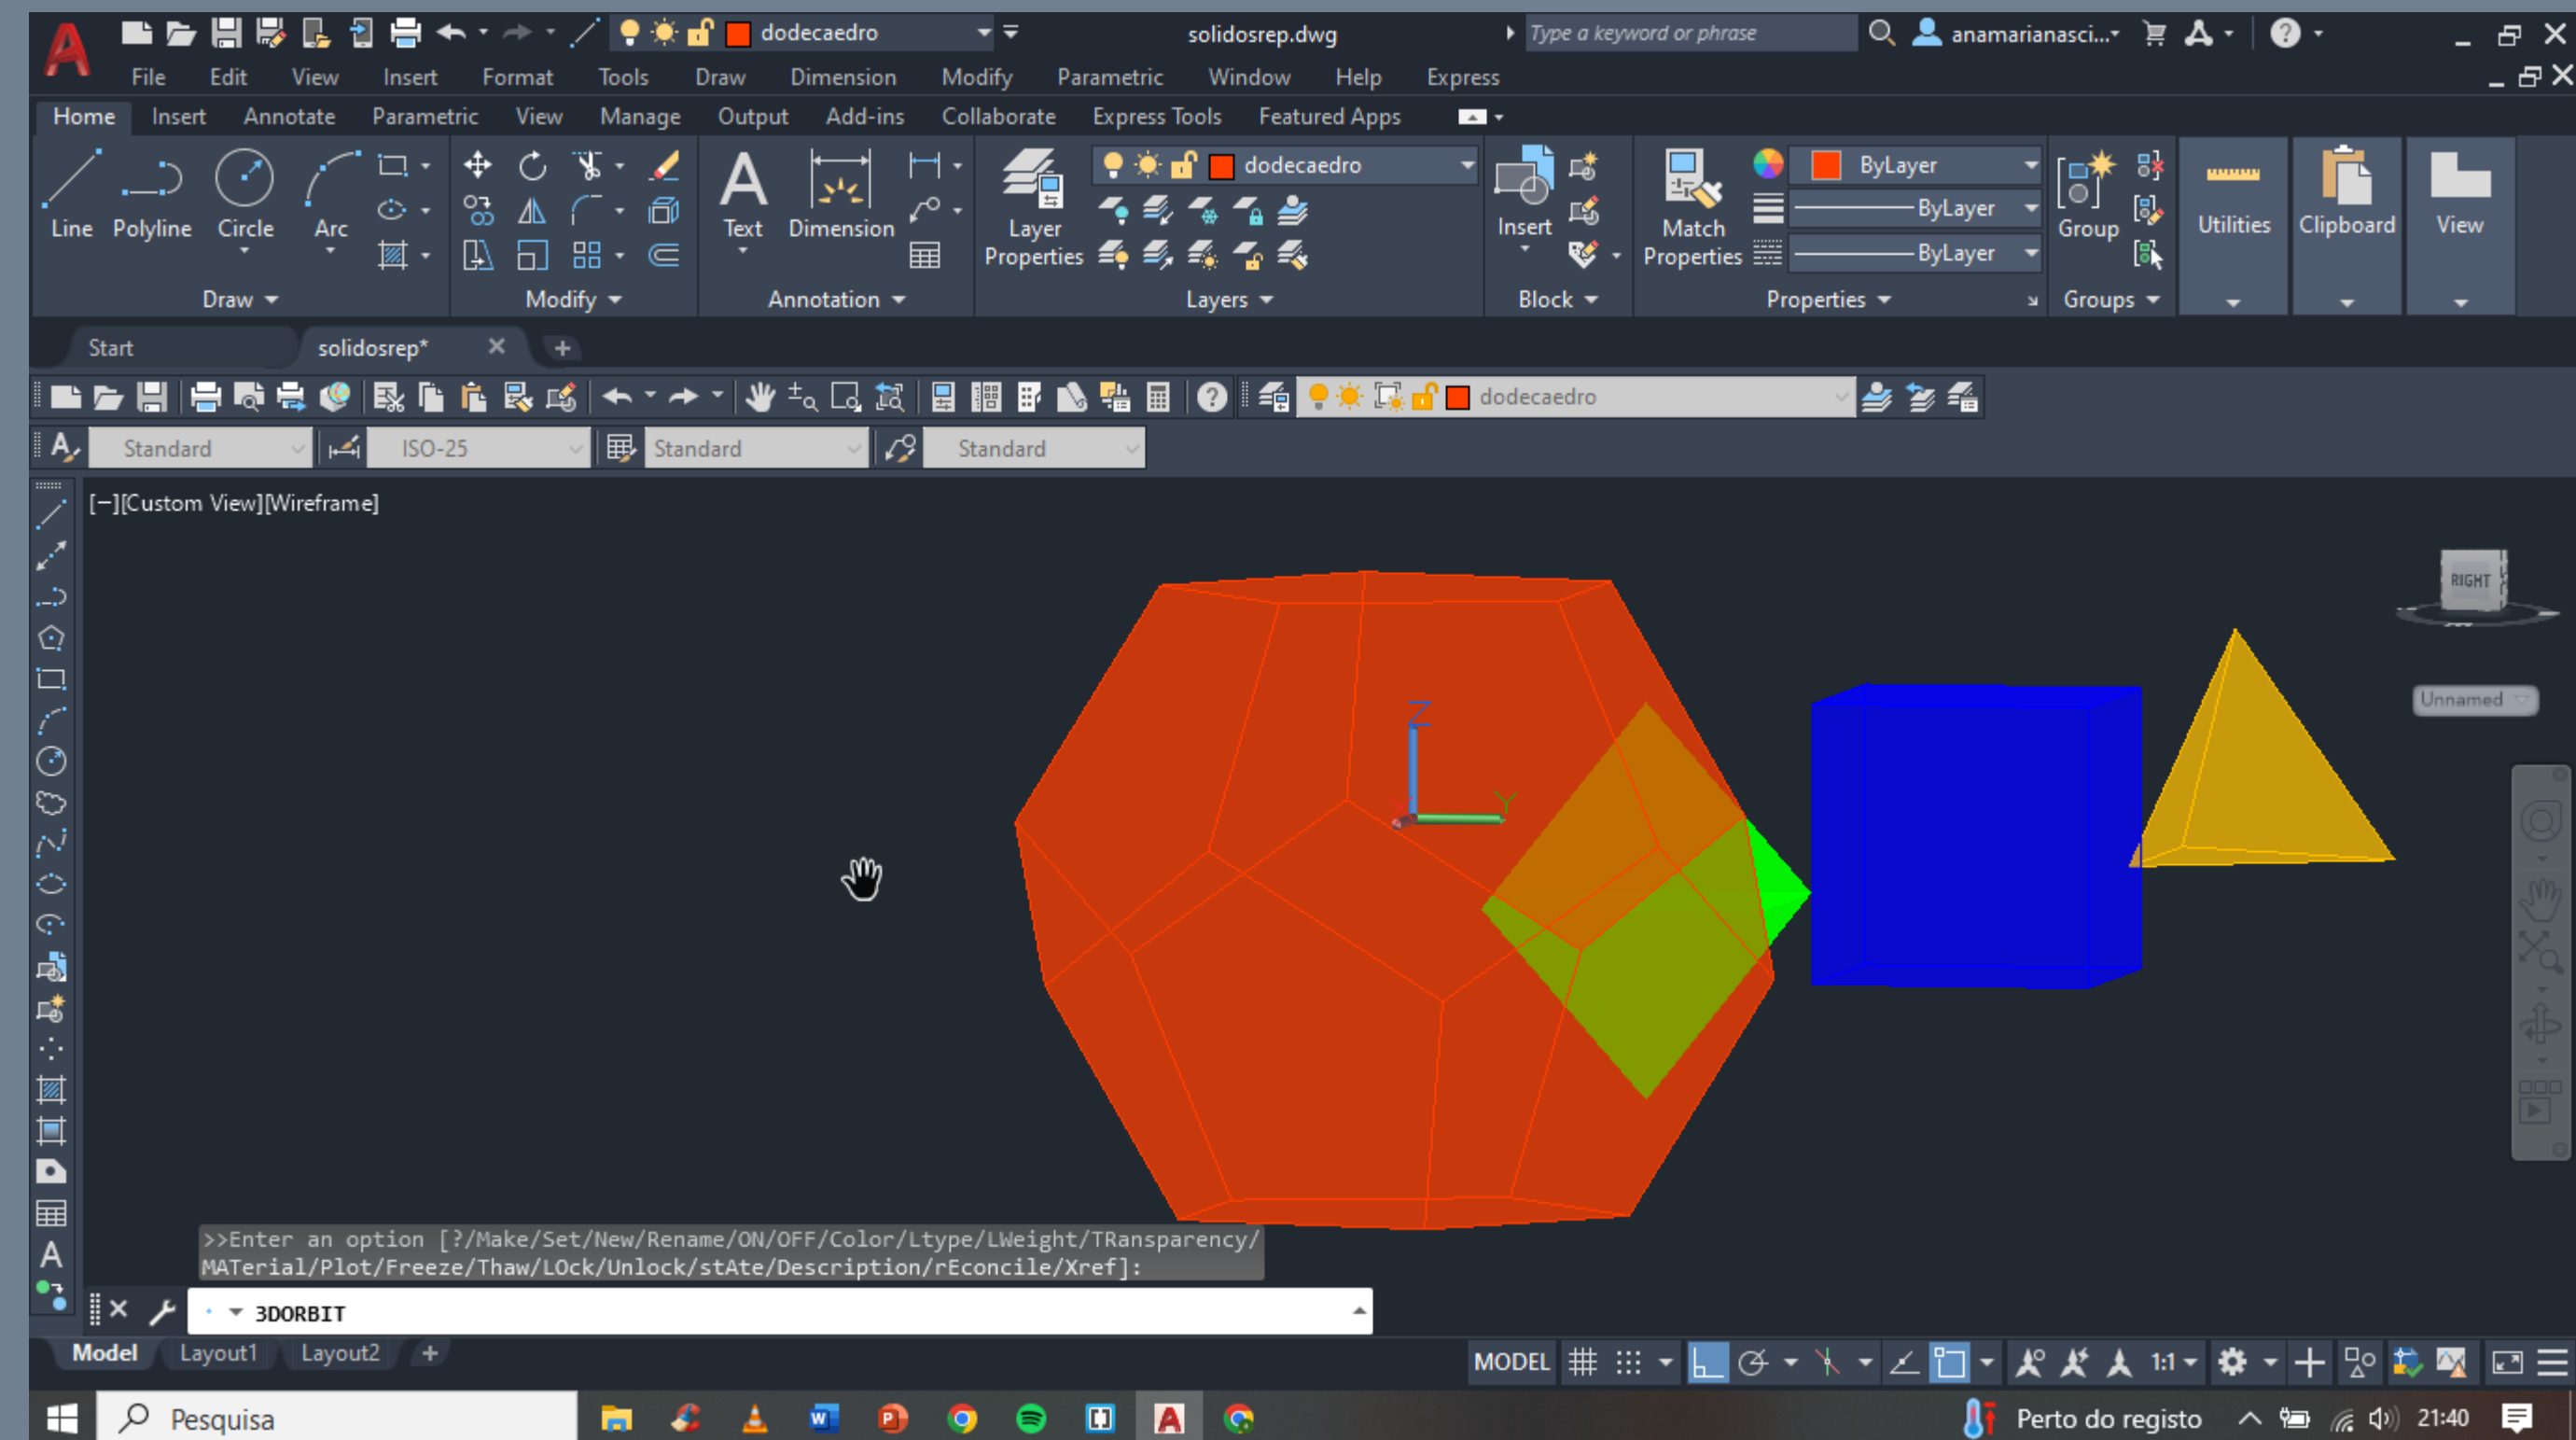 dodecaedro
solidosrep.dwg
Type a keyword or phrase
anamarianasci...
File Edit View Insert Format Tools Draw Dimension Modify Parametric Window Help Express
Home Insert Annotate Parametric View Manage Output Add-ins Collaborate Express Tools Featured Apps
dodecaedro
ByLayer
ByLayer
ByLayer
Line Polyline Circle Arc
Text Dimension
Layer
Properties
Insert
Match
Properties
Group
Utilities Clipboard View
Draw Modify Annotation Layers Block Properties Groups
Start solidosrep*
dodecaedro
Standard ISO-25 Standard Standard
[−][Custom View][Wireframe]
RIGHT
Unnamed
Z
Y
>>Enter an option [?/Make/Set/New/Rename/ON/OFF/Color/Ltype/LWeight/TRansparency/
MATerial/Plot/Freeze/Thaw/LOck/Unlock/stAte/Description/rEconcile/Xref]:
3DORBIT
Model Layout1 Layout2
MODEL 1:1
Pesquisa
Perto do registo 21:40